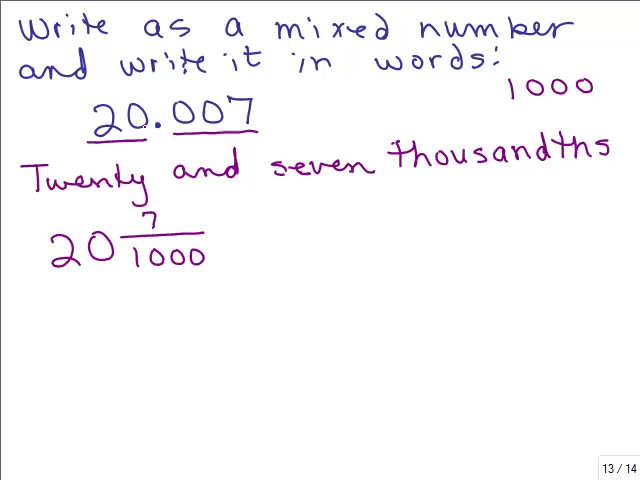 Write as a mixed number
and write it in words:
1000
20.007
Twenty and seven thousandths
20 7/1000
13 / 14